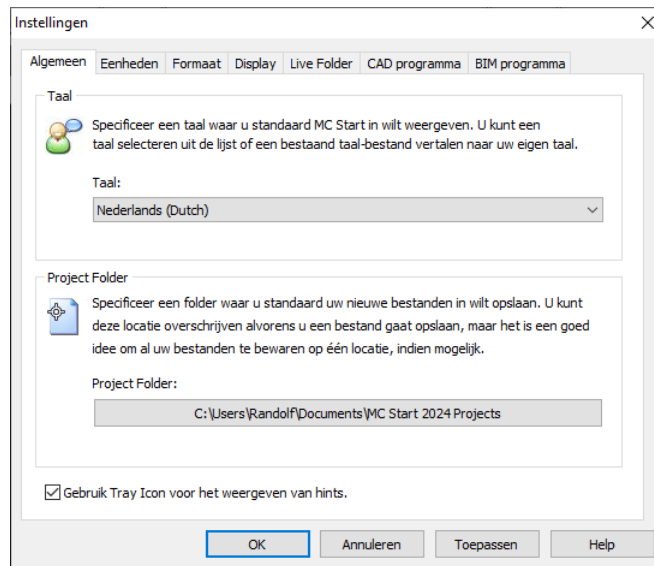 Instellingen
Algemeen Eenheden Formaat Display Live Folder CAD programma BIM programma
Taal
Specificeer een taal waar u standaard MC Start in wilt weergeven. U kunt een
taal selecteren uit de lijst of een bestaand taal-bestand vertalen naar uw eigen taal.
Taal:
Nederlands (Dutch)
Project Folder
Specificeer een folder waar u standaard uw nieuwe bestanden in wilt opslaan. U kunt
deze locatie overschrijven alvorens u een bestand gaat opslaan, maar het is een goed
idee om al uw bestanden te bewaren op één locatie, indien mogelijk.
Project Folder:
C:\Users\Randolf\Documents\MC Start 2024 Projects
Gebruik Tray Icon voor het weergeven van hints.
OK Annuleren Toepassen Help